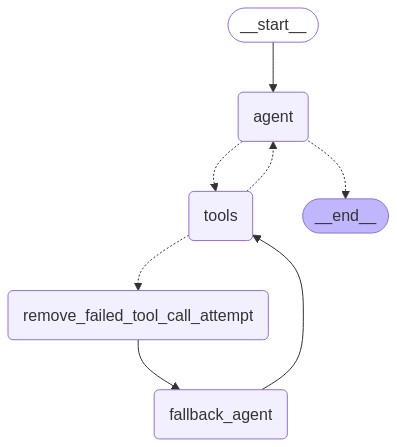 __start__
agent
tools
__end__
remove_failed_tool_call_attempt
fallback_agent